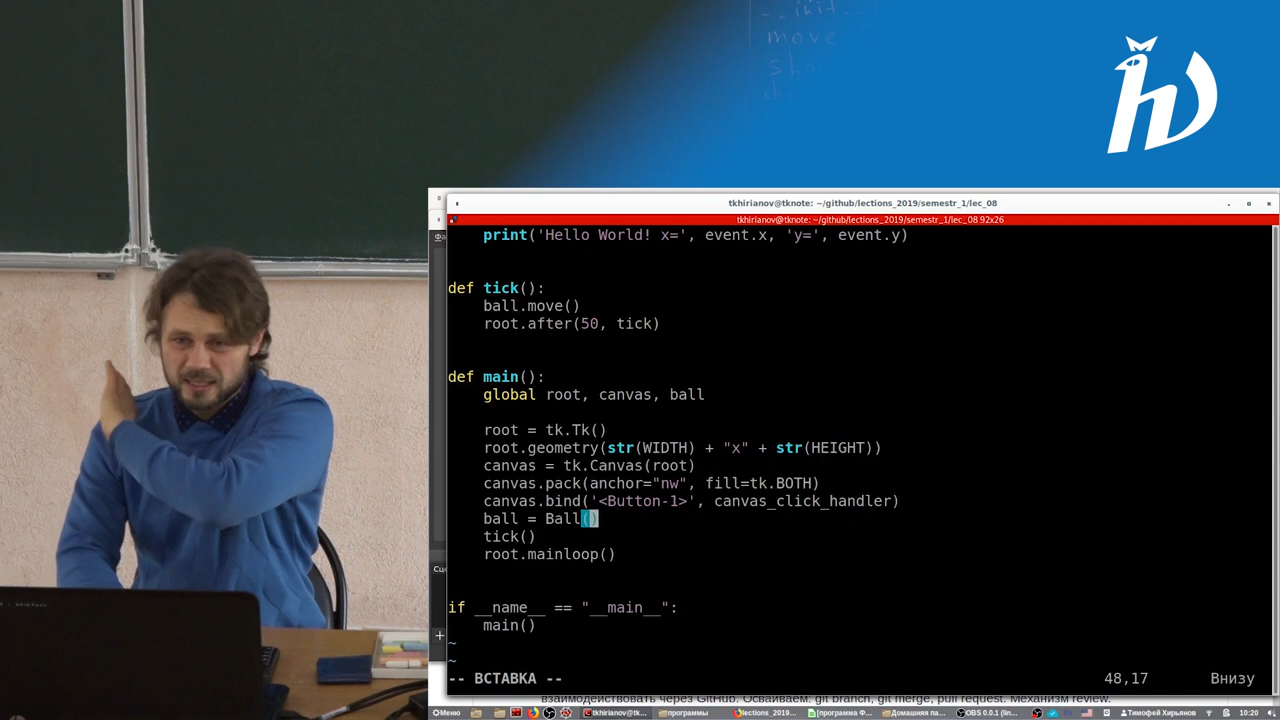 __init__
move
tkhirianov@tknote: ~/github/lections_2019/semestr_1/lec_08
tkhirianov@tknote: ~/github/lections_2019/semestr_1/lec_08 92x26
    print('Hello World! x=', event.x, 'y=', event.y)
def tick():
    ball.move()
    root.after(50, tick)
def main():
    global root, canvas, ball
    root = tk.Tk()
    root.geometry(str(WIDTH) + "x" + str(HEIGHT))
    canvas = tk.Canvas(root)
    canvas.pack(anchor="nw", fill=tk.BOTH)
    canvas.bind('<Button-1>', canvas_click_handler)
    ball = Ball()
    tick()
    root.mainloop()
if __name__ == "__main__":
    main()
~
~
-- ВСТАВКА -- 48,17 Внизу
взаимодействовать через GitHub. Осваиваем: git branch, git merge, pull request. Механизм review.
Меню tkhirianov@tk... программы lections_2019... [программа Ф... Домашняя па... OBS 0.0.1 (lin... Тимофей Хирьянов 10:20